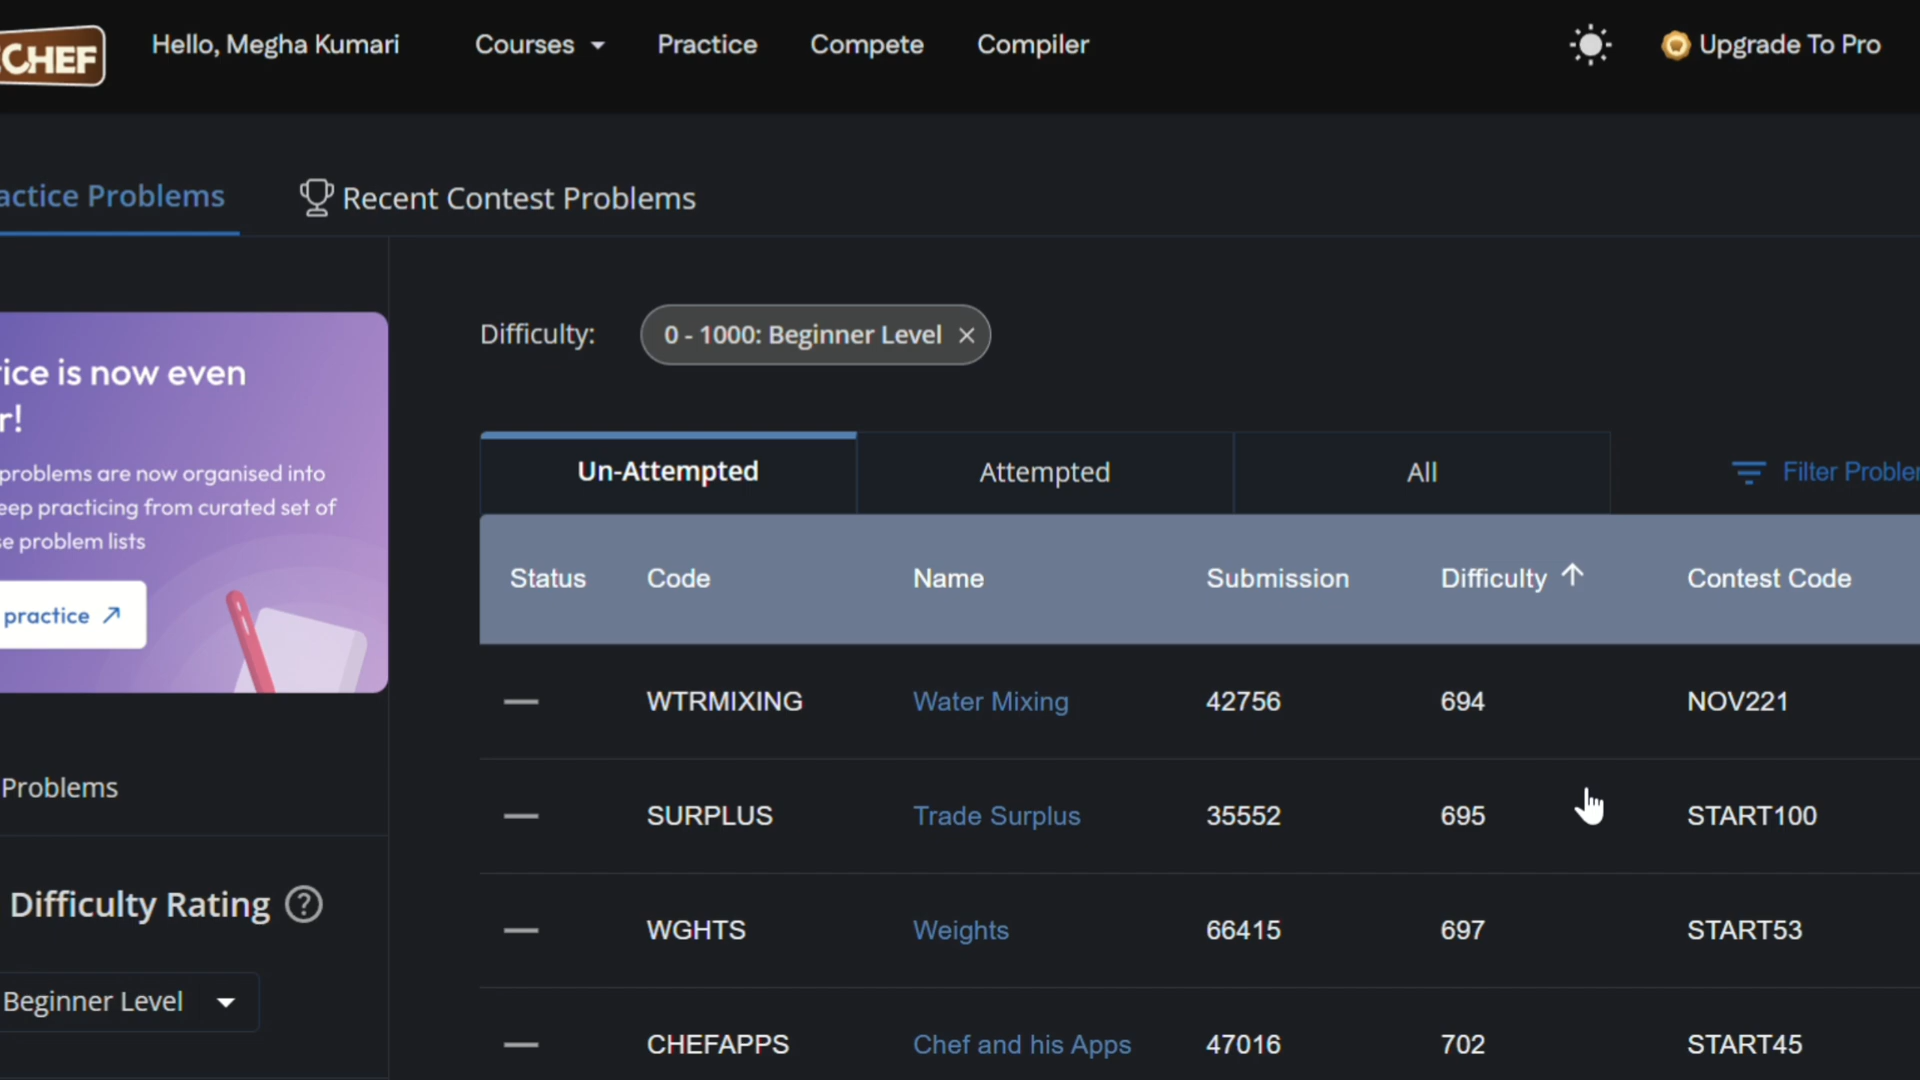 CHEF Hello, Megha Kumari Courses Practice Compete Compiler Upgrade To Pro
actice Problems Recent Contest Problems
ice is now even
r!
problems are now organised into
eep practicing from curated set of
se problem lists
practice
Problems
Difficulty Rating ?
Beginner Level
Difficulty: 0 - 1000: Beginner Level ×
Un-Attempted Attempted All Filter Problem
Status Code Name Submission Difficulty ↑ Contest Code
— WTRMIXING Water Mixing 42756 694 NOV221
— SURPLUS Trade Surplus 35552 695 START100
— WGHTS Weights 66415 697 START53
— CHEFAPPS Chef and his Apps 47016 702 START45